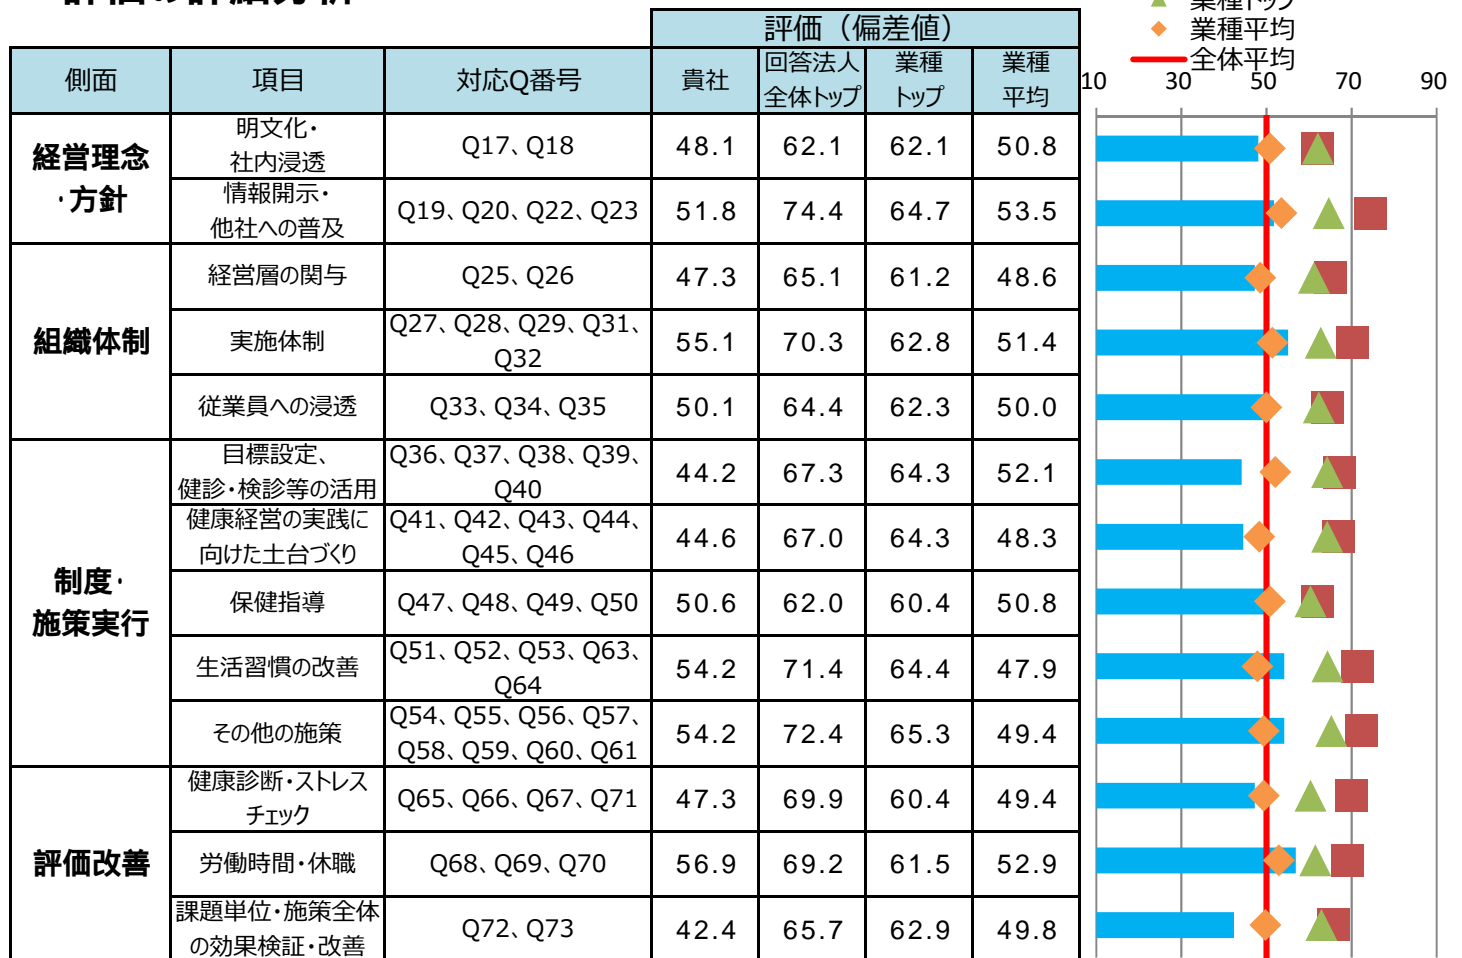 評価の詳細分析
業種トップ
業種平均
全体平均
評価（偏差値）
側面 項目 対応Q番号 貴社 回答法人 業種 業種
全体トップ トップ 平均
10 30 50 70 90
経営理念
・方針
明文化・
社内浸透
Q17、Q18 48.1 62.1 62.1 50.8
情報開示・
他社への普及
Q19、Q20、Q22、Q23 51.8 74.4 64.7 53.5
組織体制
経営層の関与 Q25、Q26 47.3 65.1 61.2 48.6
実施体制
Q27、Q28、Q29、Q31、
Q32
55.1 70.3 62.8 51.4
従業員への浸透 Q33、Q34、Q35 50.1 64.4 62.3 50.0
制度・
施策実行
目標設定、
健診・検診等の活用
Q36、Q37、Q38、Q39、
Q40
44.2 67.3 64.3 52.1
健康経営の実践に
向けた土台づくり
Q41、Q42、Q43、Q44、
Q45、Q46
44.6 67.0 64.3 48.3
保健指導 Q47、Q48、Q49、Q50 50.6 62.0 60.4 50.8
生活習慣の改善
Q51、Q52、Q53、Q63、
Q64
54.2 71.4 64.4 47.9
その他の施策
Q54、Q55、Q56、Q57、
Q58、Q59、Q60、Q61
54.2 72.4 65.3 49.4
評価改善
健康診断・ストレス
チェック
Q65、Q66、Q67、Q71 47.3 69.9 60.4 49.4
労働時間・休職 Q68、Q69、Q70 56.9 69.2 61.5 52.9
課題単位・施策全体
の効果検証・改善
Q72、Q73 42.4 65.7 62.9 49.8